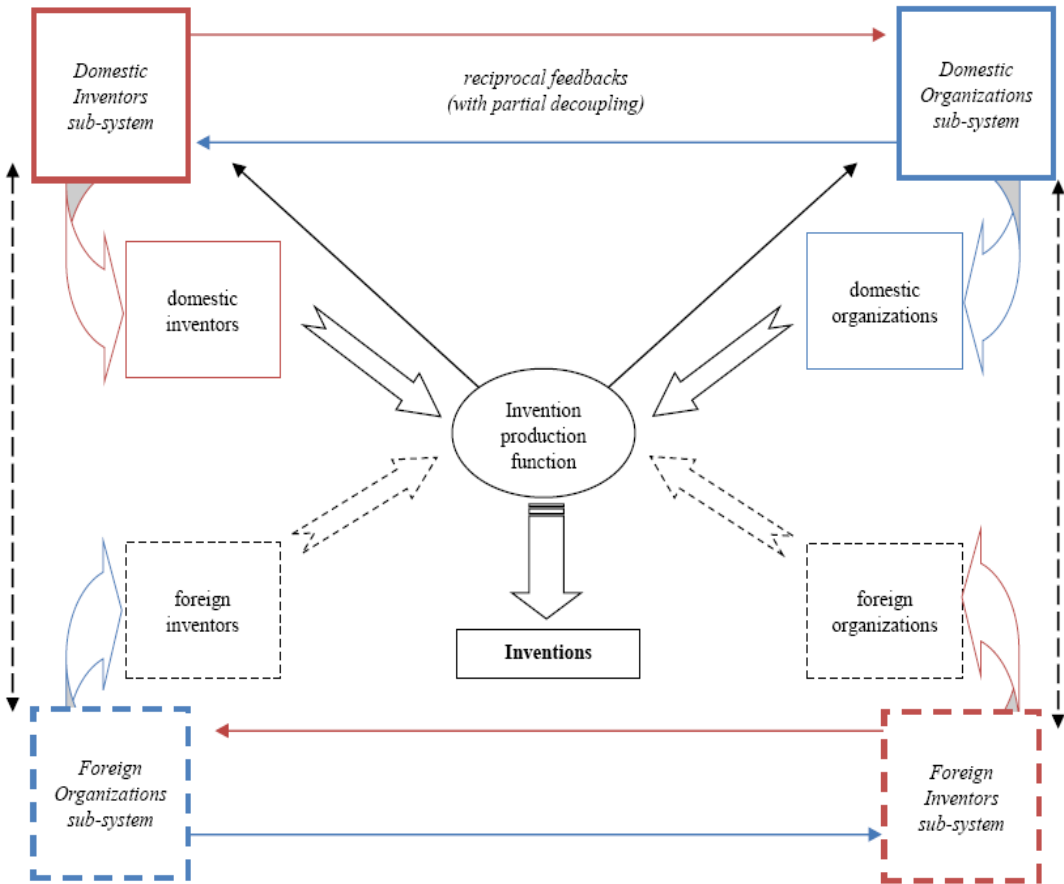 Domestic
Inventors
sub-system
reciprocal feedbacks
(with partial decoupling)
Domestic
Organizations
sub-system
domestic
inventors
domestic
organizations
Invention
production
function
foreign
inventors
foreign
organizations
Inventions
Foreign
Organizations
sub-system
Foreign
Inventors
sub-system